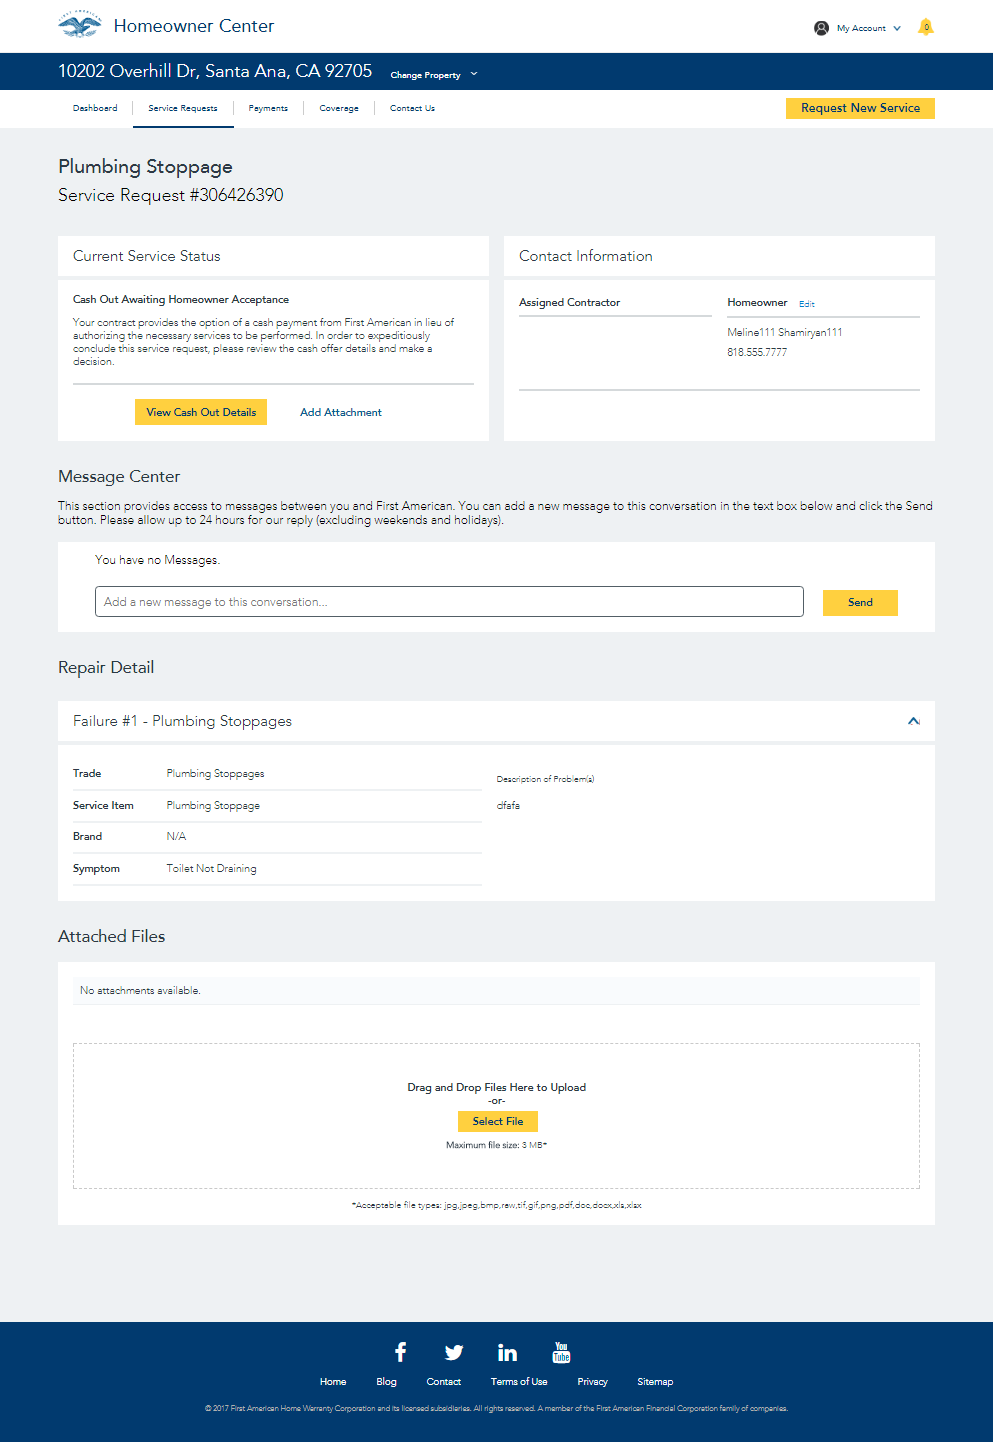 FIRST AMERICAN
Homeowner Center
My Account
0
10202 Overhill Dr, Santa Ana, CA 92705
Change Property
Dashboard
Service Requests
Payments
Coverage
Contact Us
Request New Service
Plumbing Stoppage
Service Request #306426390
Current Service Status
Cash Out Awaiting Homeowner Acceptance
Your contract provides the option of a cash payment from First American in lieu of
authorizing the necessary services to be performed. In order to expeditiously
conclude this service request, please review the cash offer details and make a
decision.
View Cash Out Details
Add Attachment
Contact Information
Assigned Contractor
Homeowner Edit
Meline111 Shamiryan111
818.555.7777
Message Center
This section provides access to messages between you and First American. You can add a new message to this conversation in the text box below and click the Send
button. Please allow up to 24 hours for our reply (excluding weekends and holidays).
You have no Messages.
Add a new message to this conversation...
Send
Repair Detail
Failure #1 - Plumbing Stoppages
Trade Plumbing Stoppages
Service Item Plumbing Stoppage
Brand N/A
Symptom Toilet Not Draining
Description of Problem(s)
dfafa
Attached Files
No attachments available.
Drag and Drop Files Here to Upload
-or-
Select File
Maximum file size: 3 MB*
*Acceptable file types: jpg,jpeg,bmp,raw,tif,gif,png,pdf,doc,docx,xls,xlsx
You Tube
Home
Blog
Contact
Terms of Use
Privacy
Sitemap
© 2017 First American Home Warranty Corporation and its licensed subsidiaries. All rights reserved. A member of the First American Financial Corporation family of companies.